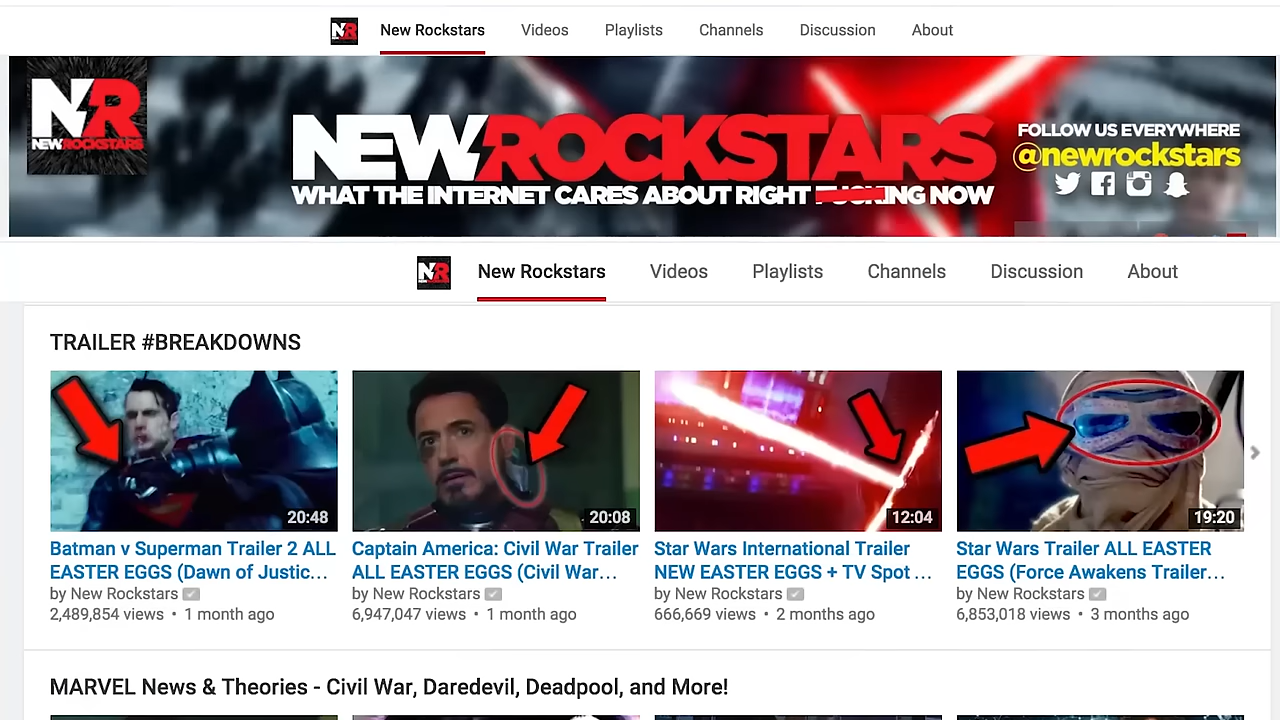 NR New Rockstars Videos Playlists Channels Discussion About
NR
NEWROCKSTARS
NEWROCKSTARS
WHAT THE INTERNET CARES ABOUT RIGHT FUCKING NOW
FOLLOW US EVERYWHERE
@newrockstars
NR New Rockstars Videos Playlists Channels Discussion About
TRAILER #BREAKDOWNS
20:48
20:08
12:04
19:20
Batman v Superman Trailer 2 ALL
EASTER EGGS (Dawn of Justic...
by New Rockstars
2,489,854 views • 1 month ago
Captain America: Civil War Trailer
ALL EASTER EGGS (Civil War...
by New Rockstars
6,947,047 views • 1 month ago
Star Wars International Trailer
NEW EASTER EGGS + TV Spot ...
by New Rockstars
666,669 views • 2 months ago
Star Wars Trailer ALL EASTER
EGGS (Force Awakens Trailer...
by New Rockstars
6,853,018 views • 3 months ago
MARVEL News & Theories - Civil War, Daredevil, Deadpool, and More!